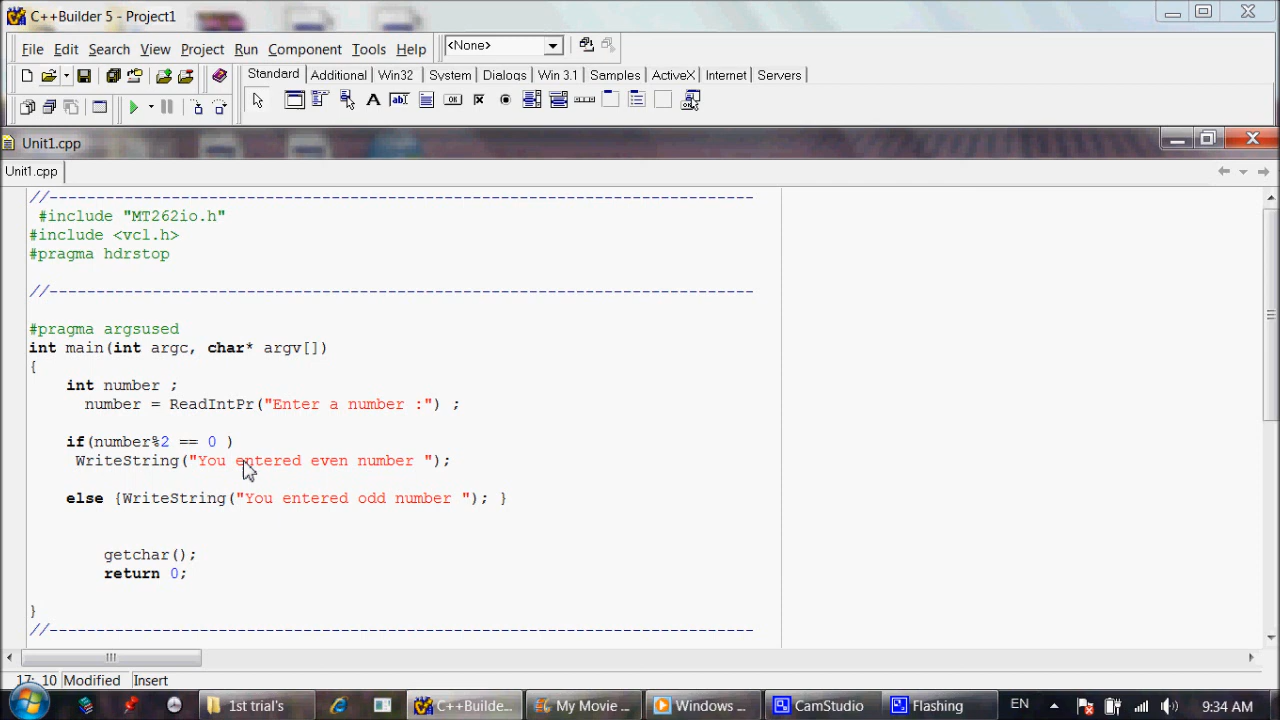 C++Builder 5 - Project1
File Edit Search View Project Run Component Tools Help <None>
Standard Additional Win32 System Dialogs Win 3.1 Samples ActiveX Internet Servers
Unit1.cpp
Unit1.cpp
//---------------------------------------------------------------------------
#include "MT262io.h"
#include <vcl.h>
#pragma hdrstop
//---------------------------------------------------------------------------
#pragma argsused
int main(int argc, char* argv[])
{
int number ;
number = ReadIntPr("Enter a number :") ;
if(number%2 == 0 )
WriteString("You entered even number ");
else {WriteString("You entered odd number "); }
getchar();
return 0;
}
//---------------------------------------------------------------------------
17: 10 Modified Insert
1st trial's C++Builde... My Movie ... Windows ... CamStudio Flashing EN 9:34 AM